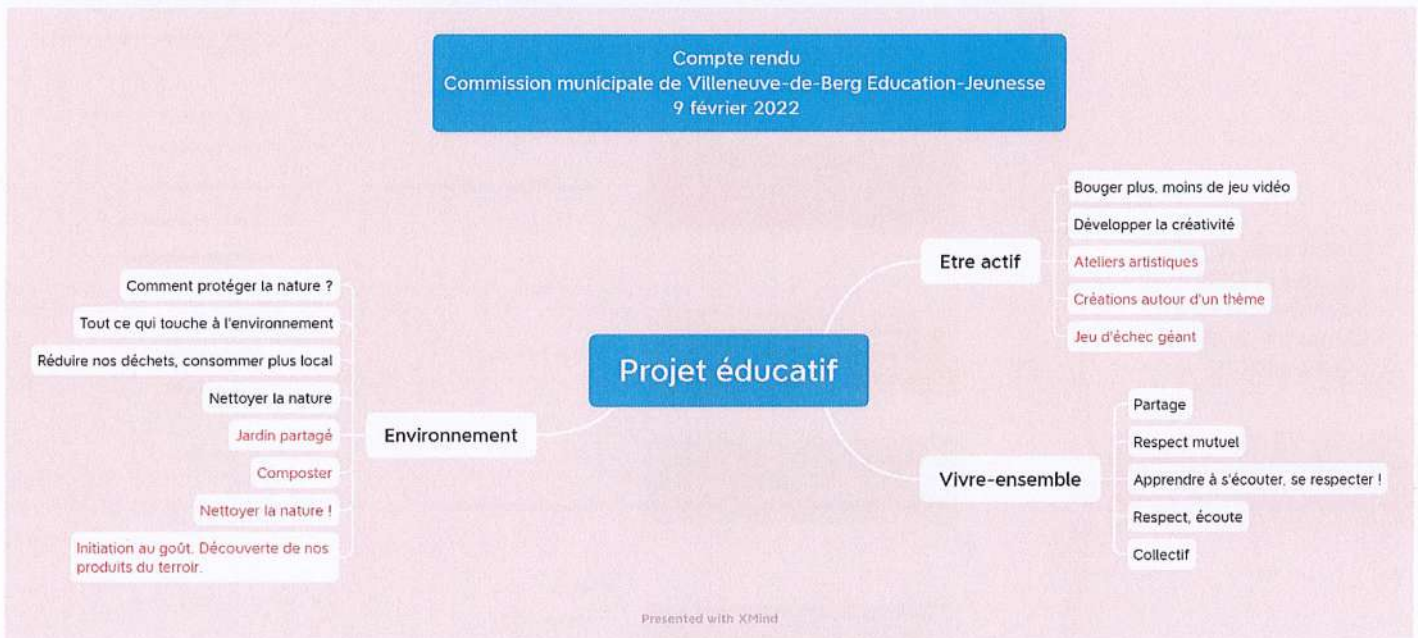 Compte rendu
Commission municipale de Villeneuve-de-Berg Education-Jeunesse
9 février 2022
Projet éducatif
Etre actif
Bouger plus, moins de jeu vidéo
Développer la créativité
Ateliers artistiques
Créations autour d'un thème
Jeu d'échec géant
Vivre-ensemble
Partage
Respect mutuel
Apprendre à s'écouter, se respecter !
Respect, écoute
Collectif
Environnement
Comment protéger la nature ?
Tout ce qui touche à l'environnement
Réduire nos déchets, consommer plus local
Nettoyer la nature
Jardin partagé
Composter
Nettoyer la nature !
Initiation au goût. Découverte de nos
produits du terroir.
Presented with XMind